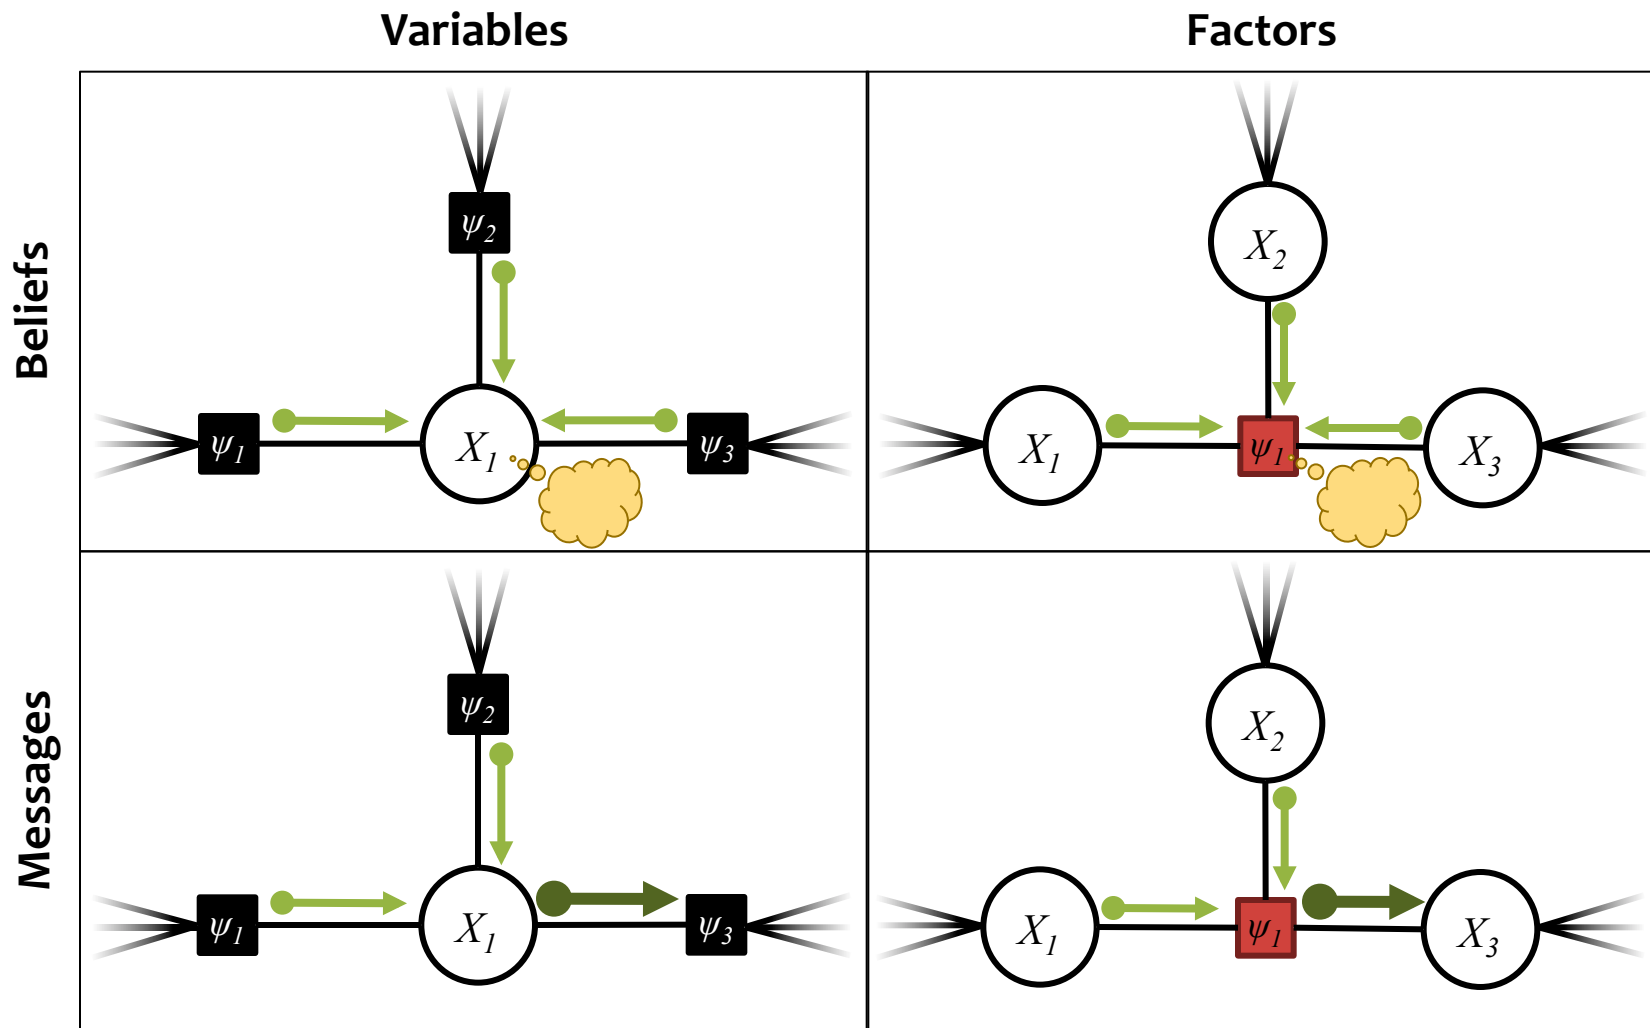 Variables
Factors
Beliefs
ψ2
ψ1
X1
ψ3
X2
X1
ψ1
X3
Messages
ψ2
ψ1
X1
ψ3
X2
X1
ψ1
X3